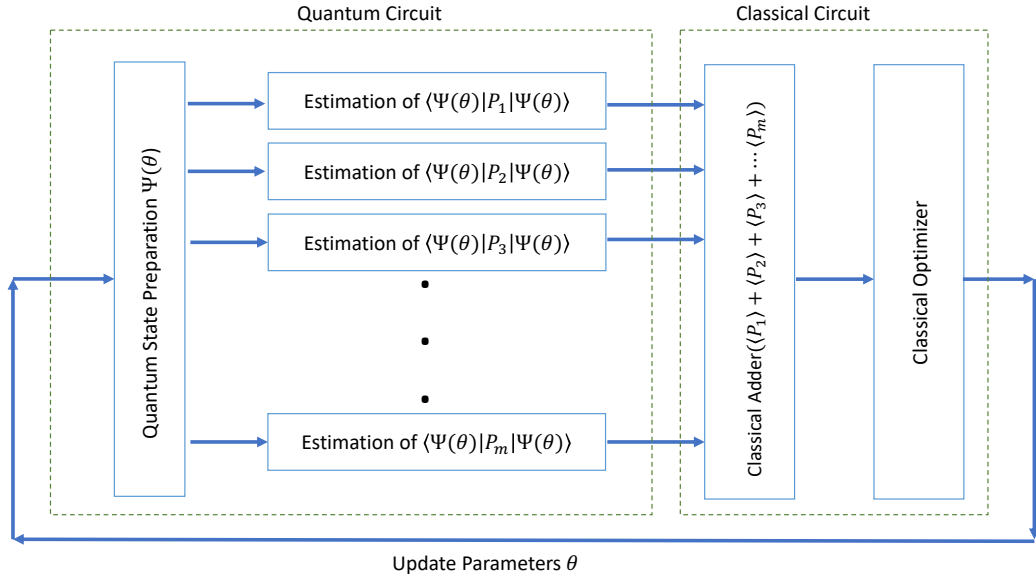 Quantum Circuit
Classical Circuit
Quantum State Preparation Ψ(θ)
Estimation of ⟨Ψ(θ)|P₁|Ψ(θ)⟩
Estimation of ⟨Ψ(θ)|P₂|Ψ(θ)⟩
Estimation of ⟨Ψ(θ)|P₃|Ψ(θ)⟩
Estimation of ⟨Ψ(θ)|Pₘ|Ψ(θ)⟩
Classical Adder(⟨P₁⟩ + ⟨P₂⟩ + ⟨P₃⟩ + ⋯ ⟨Pₘ⟩)
Classical Optimizer
Update Parameters θ